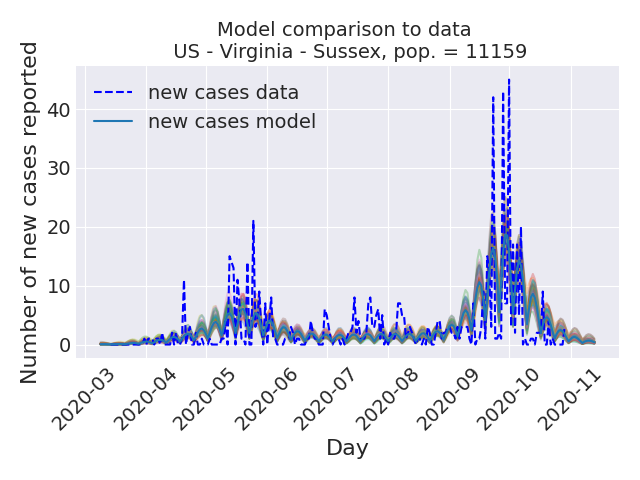 Model comparison to data
US - Virginia - Sussex, pop. = 11159
Number of new cases reported
40
30
20
10
0
new cases data
new cases model
2020-03
2020-04
2020-05
2020-06
2020-07
2020-08
2020-09
2020-10
2020-11
Day